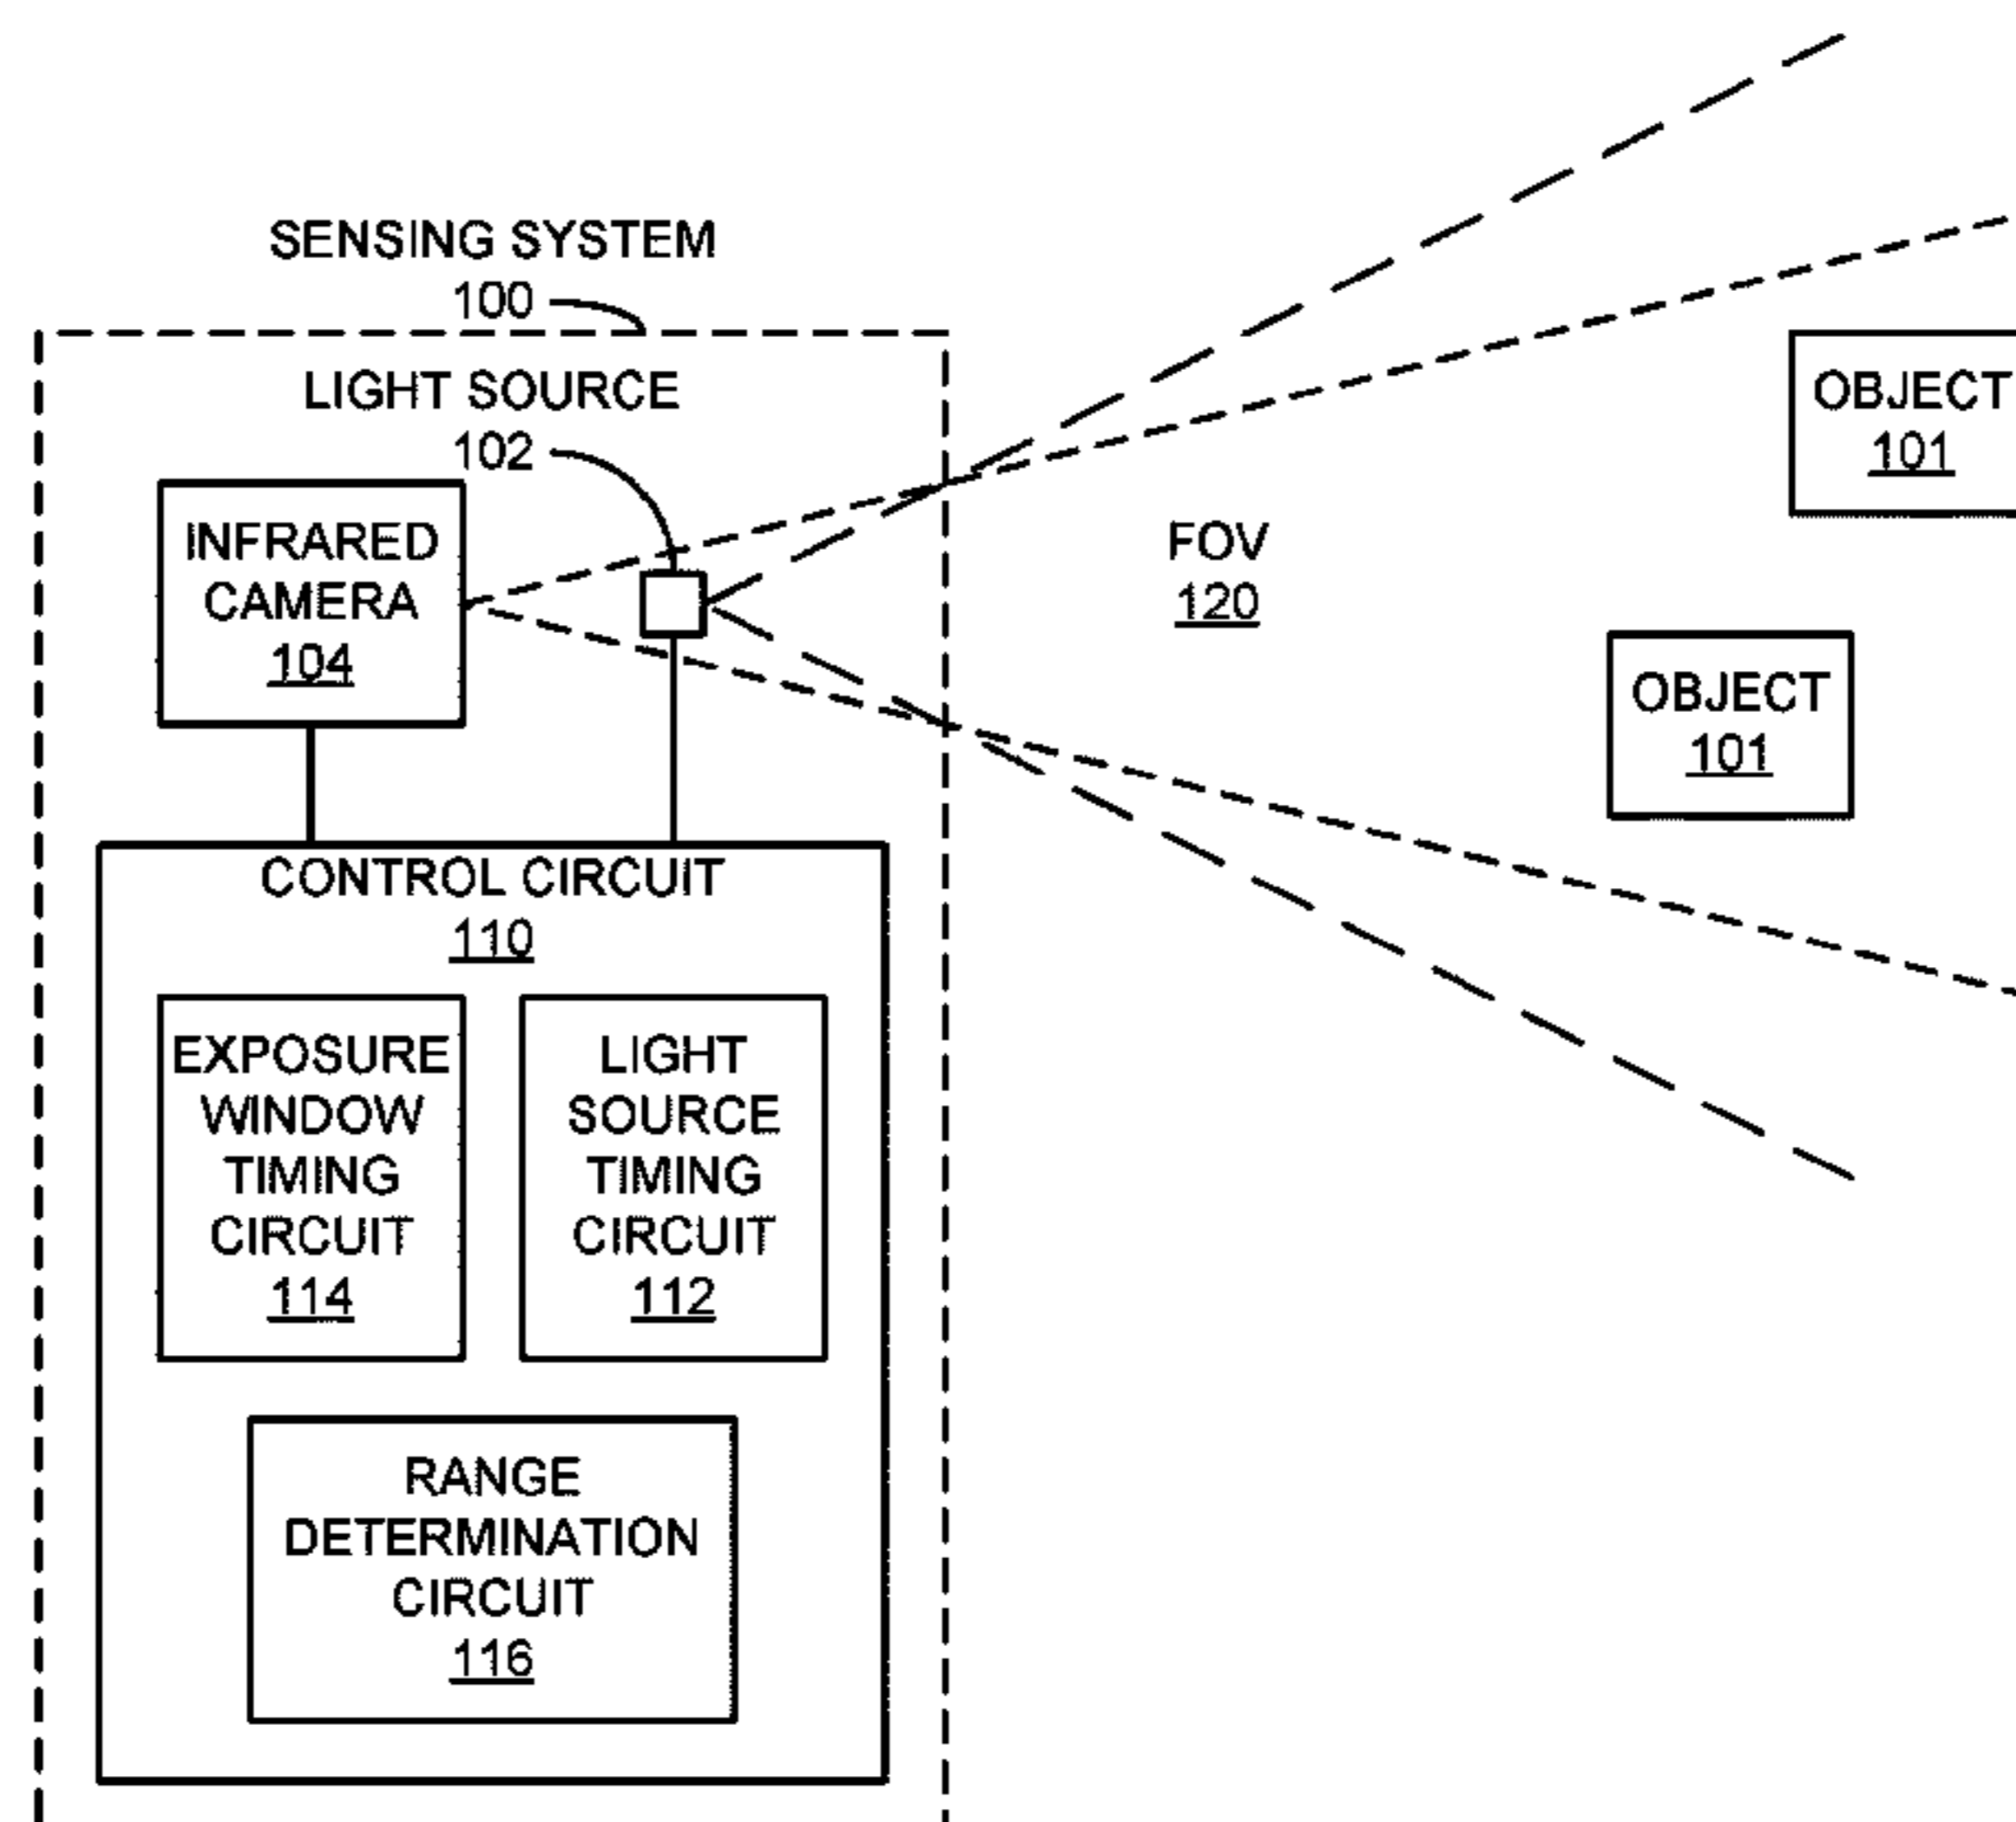 SENSING SYSTEM
100
LIGHT SOURCE
102
INFRARED
CAMERA
104
FOV
120
OBJECT
101
OBJECT
101
CONTROL CIRCUIT
110
EXPOSURE
WINDOW
TIMING
CIRCUIT
114
LIGHT
SOURCE
TIMING
CIRCUIT
112
RANGE
DETERMINATION
CIRCUIT
116